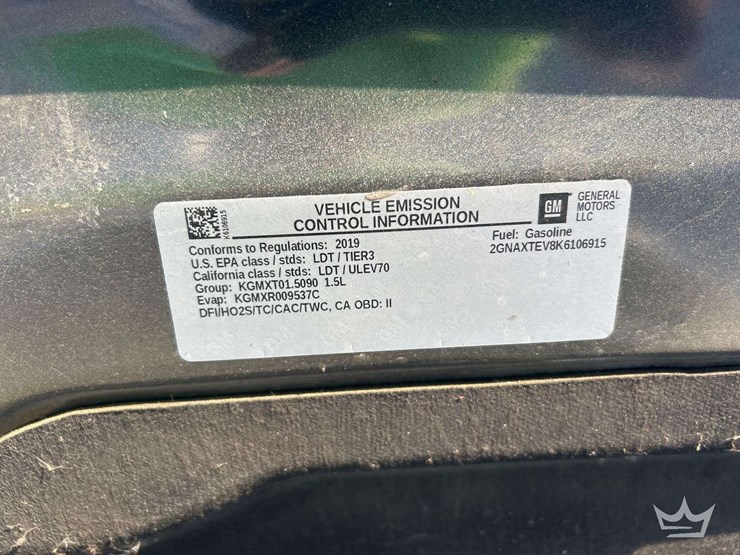 K6106915
VEHICLE EMISSION
CONTROL INFORMATION
GM
GENERAL
MOTORS
LLC
Conforms to Regulations: 2019
U.S. EPA class / stds: LDT / TIER3
California class / stds: LDT / ULEV70
Group: KGMXT01.5090 1.5L
Evap: KGMXR009537C
DFI/HO2S/TC/CAC/TWC, CA OBD: II
Fuel: Gasoline
2GNAXTEV8K6106915